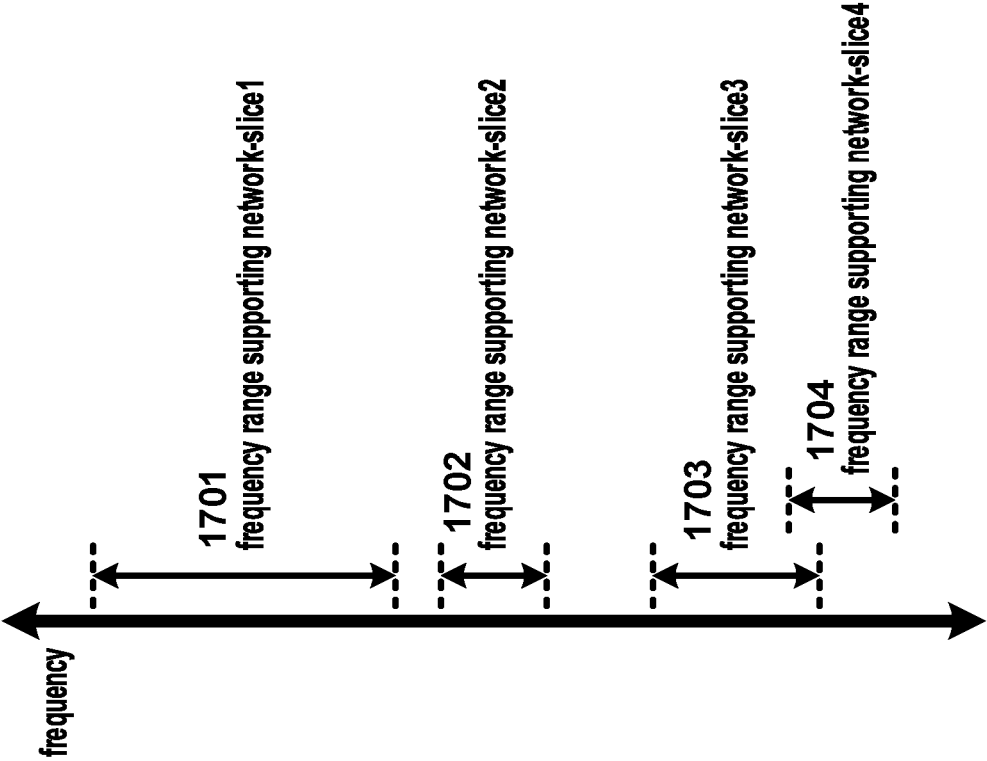 frequency
1701
frequency range supporting network-slice1
1702
frequency range supporting network-slice2
1703
frequency range supporting network-slice3
1704
frequency range supporting network-slice4